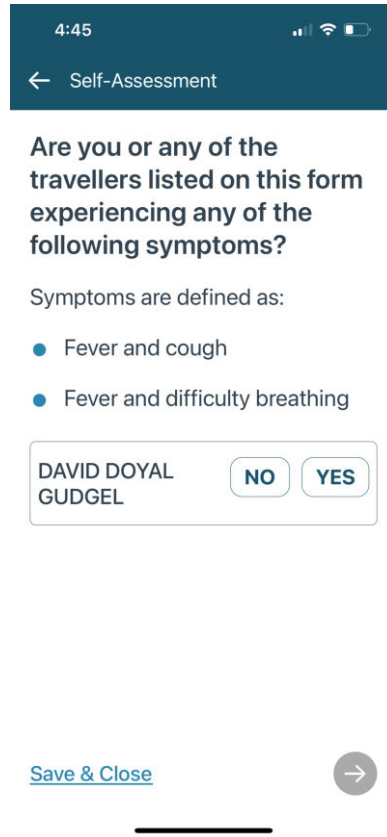 4:45
Self-Assessment
Are you or any of the
travellers listed on this form
experiencing any of the
following symptoms?
Symptoms are defined as:
Fever and cough
Fever and difficulty breathing
DAVID DOYAL
GUDGEL
NO
YES
Save & Close